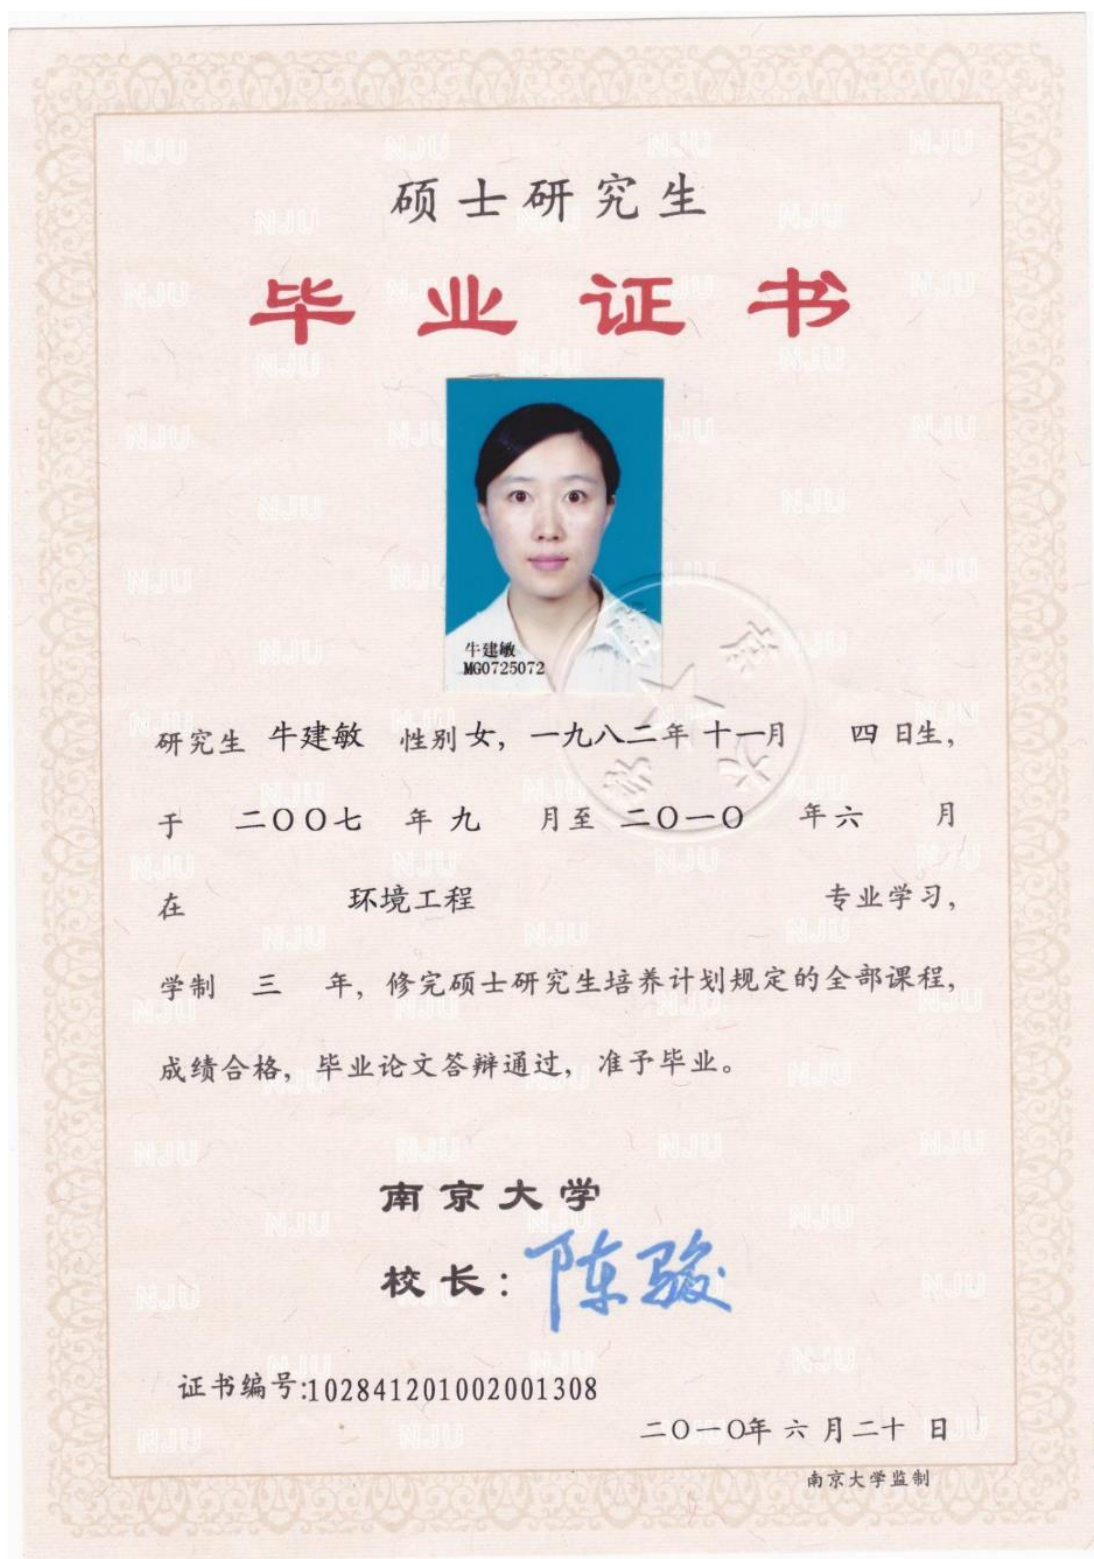 硕士研究生
毕业证书
牛建敏
MG0725072
研究生 牛建敏 性别 女, 一九八二年 十一月 四 日生,
于 二〇〇七 年 九 月至 二〇一〇 年 六 月
在 环境工程 专业学习,
学制 三 年, 修完硕士研究生培养计划规定的全部课程,
成绩合格, 毕业论文答辩通过, 准予毕业。
南京大学
校长: 陈骏
证书编号:102841201002001308
二〇一〇年 六 月二十 日
南京大学监制